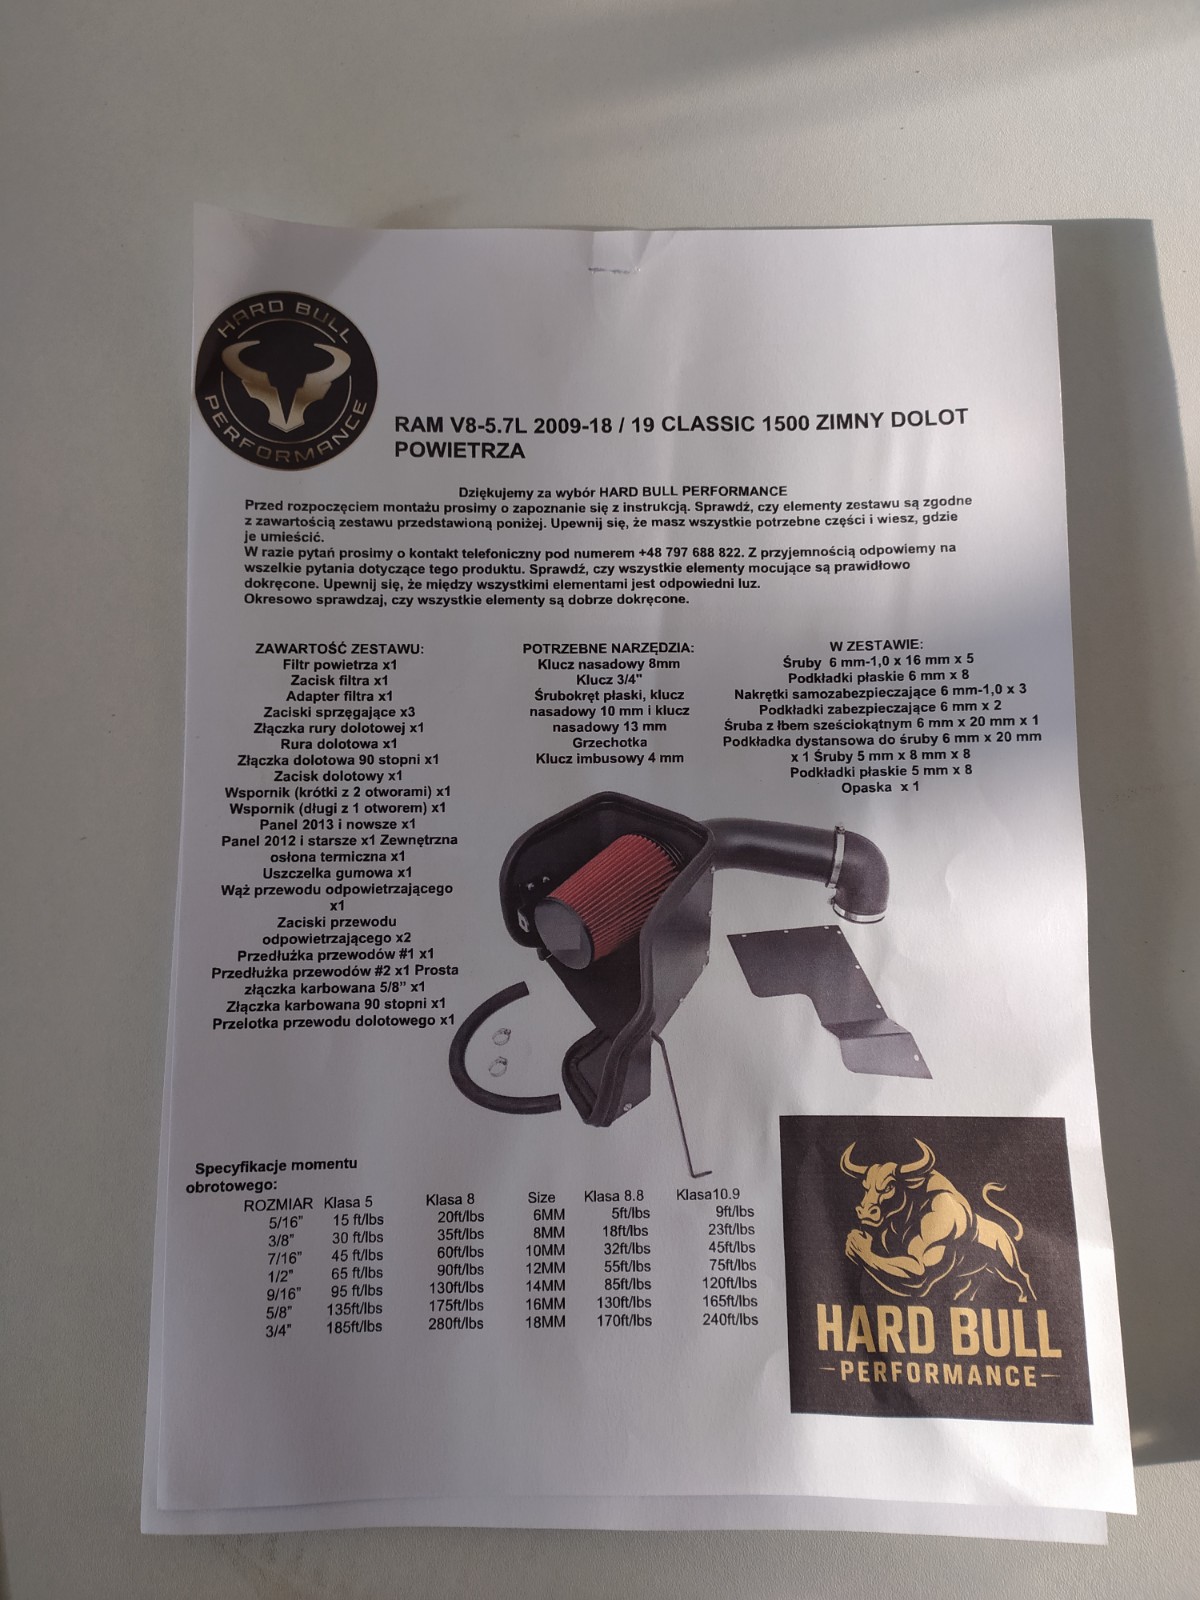 HARD BULL
PERFORMANCE
RAM V8-5.7L 2009-18 / 19 CLASSIC 1500 ZIMNY DOLOT
POWIETRZA
Dziękujemy za wybór HARD BULL PERFORMANCE
Przed rozpoczęciem montażu prosimy o zapoznanie się z instrukcją. Sprawdź, czy elementy zestawu są zgodne
z zawartością zestawu przedstawioną poniżej. Upewnij się, że masz wszystkie potrzebne części i wiesz, gdzie
je umieścić.
W razie pytań prosimy o kontakt telefoniczny pod numerem +48 797 688 822. Z przyjemnością odpowiemy na
wszelkie pytania dotyczące tego produktu. Sprawdź, czy wszystkie elementy mocujące są prawidłowo
dokręcone. Upewnij się, że między wszystkimi elementami jest odpowiedni luz.
Okresowo sprawdzaj, czy wszystkie elementy są dobrze dokręcone.
ZAWARTOŚĆ ZESTAWU:
Filtr powietrza x1
Zacisk filtra x1
Adapter filtra x1
Zaciski sprzęgające x3
Złączka rury dolotowej x1
Rura dolotowa x1
Złączka dolotowa 90 stopni x1
Zacisk dolotowy x1
Wspornik (krótki z 2 otworami) x1
Wspornik (długi z 1 otworem) x1
Panel 2013 i nowsze x1
Panel 2012 i starsze x1 Zewnętrzna
osłona termiczna x1
Uszczelka gumowa x1
Wąż przewodu odpowietrzającego
x1
Zaciski przewodu
odpowietrzającego x2
Przedłużka przewodów #1 x1
Przedłużka przewodów #2 x1 Prosta
złączka karbowana 5/8” x1
Złączka karbowana 90 stopni x1
Przelotka przewodu dolotowego x1
POTRZEBNE NARZĘDZIA:
Klucz nasadowy 8mm
Klucz 3/4"
Śrubokręt płaski, klucz
nasadowy 10 mm i klucz
nasadowy 13 mm
Grzechotka
Klucz imbusowy 4 mm
W ZESTAWIE:
Śruby 6 mm-1,0 x 16 mm x 5
Podkładki płaskie 6 mm x 8
Nakrętki samozabezpieczające 6 mm-1,0 x 3
Podkładki zabezpieczające 6 mm x 2
Śruba z łbem sześciokątnym 6 mm x 20 mm x 1
Podkładka dystansowa do śruby 6 mm x 20 mm
x 1 Śruby 5 mm x 8 mm x 8
Podkładki płaskie 5 mm x 8
Opaska x 1
Specyfikacje momentu
obrotowego:
ROZMIAR Klasa 5 Klasa 8 Size Klasa 8.8 Klasa10.9
5/16" 15 ft/lbs 20ft/lbs 6MM 5ft/lbs 9ft/lbs
3/8" 30 ft/lbs 35ft/lbs 8MM 18ft/lbs 23ft/lbs
7/16" 45 ft/lbs 60ft/lbs 10MM 32ft/lbs 45ft/lbs
1/2" 65 ft/lbs 90ft/lbs 12MM 55ft/lbs 75ft/lbs
9/16" 95 ft/lbs 130ft/lbs 14MM 85ft/lbs 120ft/lbs
5/8" 135ft/lbs 175ft/lbs 16MM 130ft/lbs 165ft/lbs
3/4" 185ft/lbs 280ft/lbs 18MM 170ft/lbs 240ft/lbs
HARD BULL
PERFORMANCE